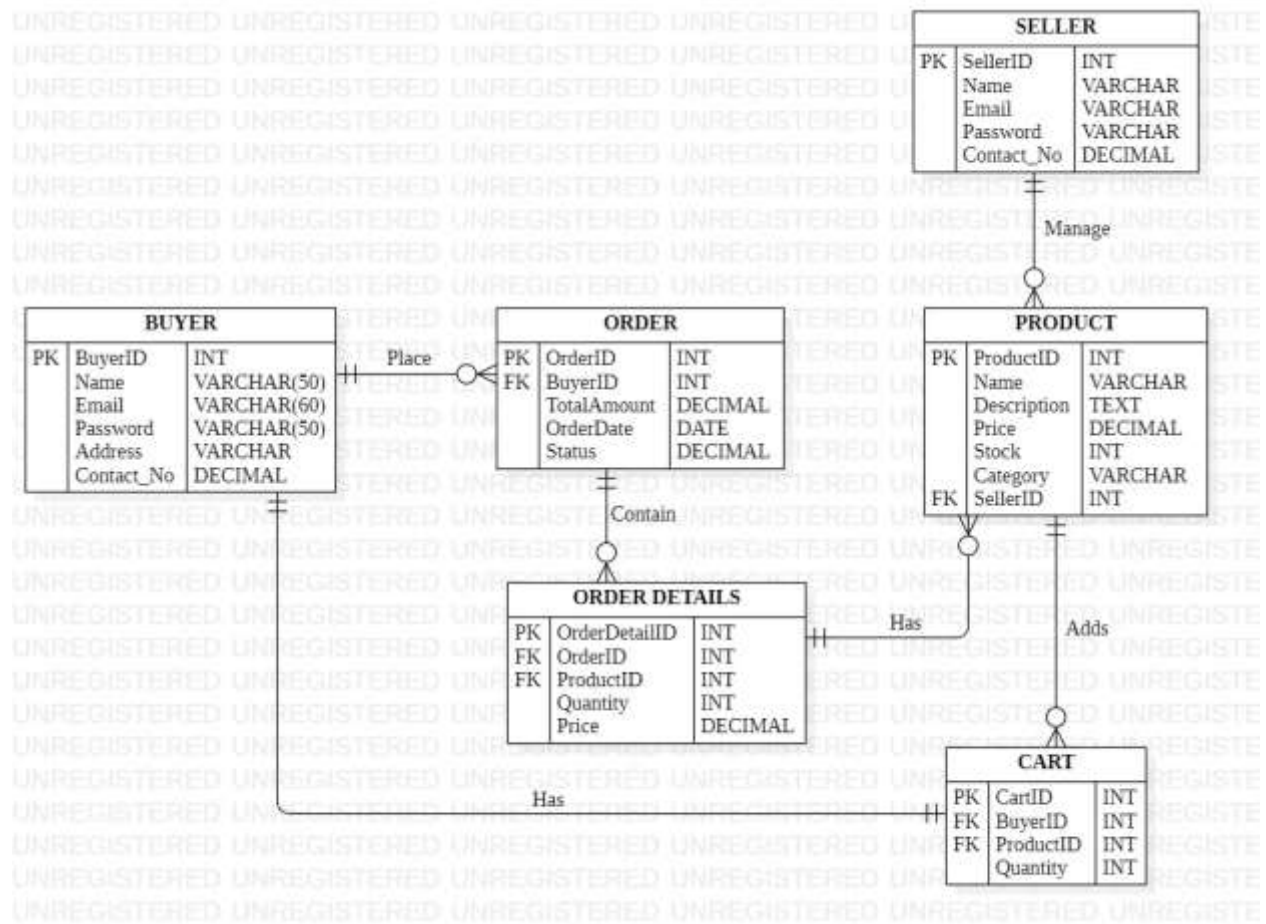 SELLER
PK SellerID INT
Name VARCHAR
Email VARCHAR
Password VARCHAR
Contact_No DECIMAL
Manage
BUYER
PK BuyerID INT
Name VARCHAR(50)
Email VARCHAR(60)
Password VARCHAR(50)
Address VARCHAR
Contact_No DECIMAL
Place
ORDER
PK OrderID INT
FK BuyerID INT
TotalAmount DECIMAL
OrderDate DATE
Status DECIMAL
PRODUCT
PK ProductID INT
Name VARCHAR
Description TEXT
Price DECIMAL
Stock INT
Category VARCHAR
FK SellerID INT
Contain
ORDER DETAILS
PK OrderDetailID INT
FK OrderID INT
FK ProductID INT
Quantity INT
Price DECIMAL
Has
Adds
Has
CART
PK CartID INT
FK BuyerID INT
FK ProductID INT
Quantity INT
UNREGISTERED